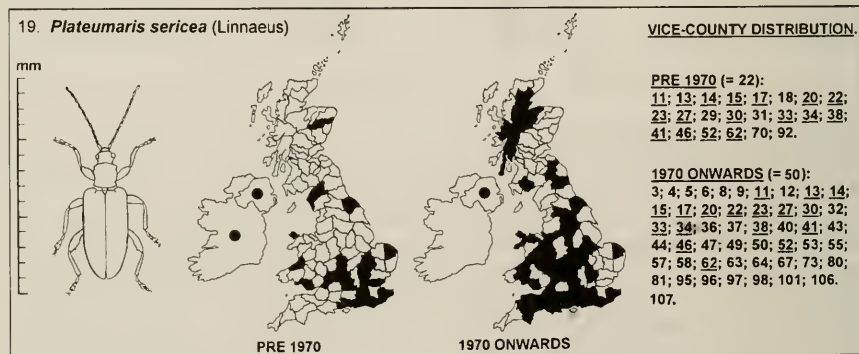 19. Plateumaris sericea (Linnaeus)
mm
PRE 1970
1970 ONWARDS
VICE-COUNTY DISTRIBUTION.
PRE 1970 (= 22):
11; 13; 14; 15; 17; 18; 20; 22;
23; 27; 29; 30; 31; 33; 34; 38;
41; 46; 52; 62; 70; 92.
1970 ONWARDS (= 50):
3; 4; 5; 6; 8; 9; 11; 12; 13; 14;
15; 17; 20; 22; 23; 27; 30; 32;
33; 34; 36; 37; 38; 40; 41; 43;
44; 46; 47; 49; 50; 52; 53; 55;
57; 58; 62; 63; 64; 67; 73; 80;
81; 95; 96; 97; 98; 101; 106.
107.